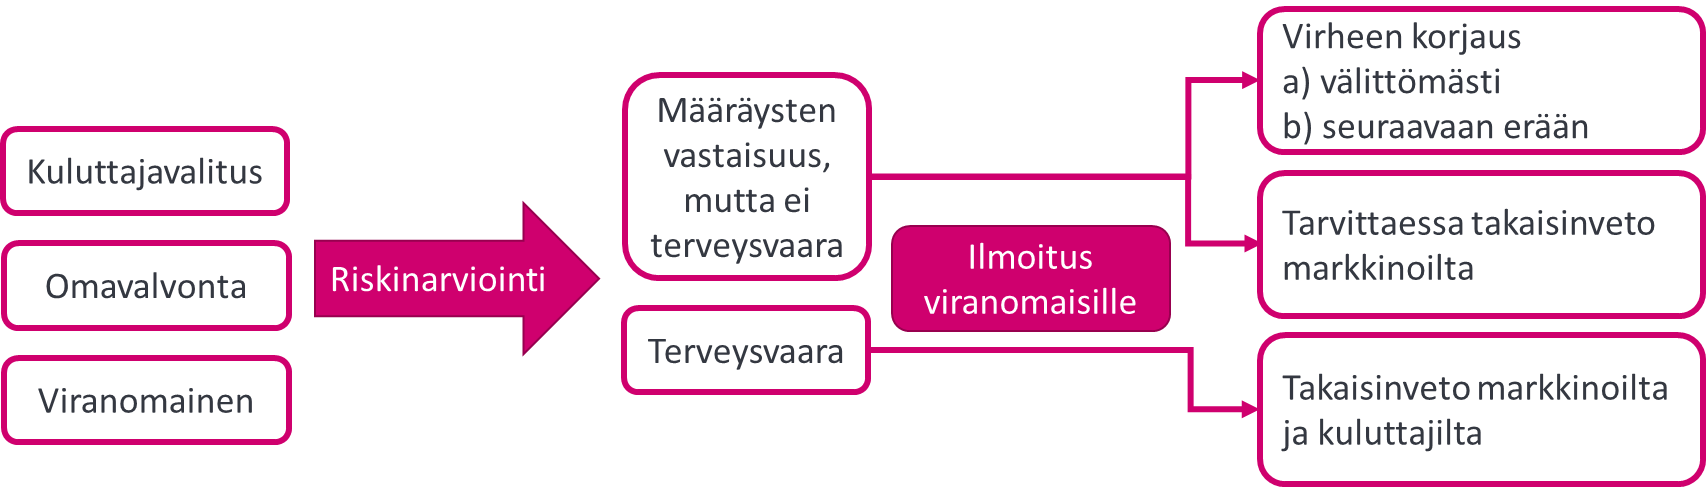 Kuluttajavalitus
Omavalvonta
Viranomainen
Riskinarviointi
Määräysten
vastaisuus,
mutta ei
terveysvaara
Terveysvaara
Ilmoitus
viranomaisille
Virheen korjaus
a) välittömästi
b) seuraavaan erään
Tarvittaessa takaisinveto
markkinoilta
Takaisinveto markkinoilta
ja kuluttajilta